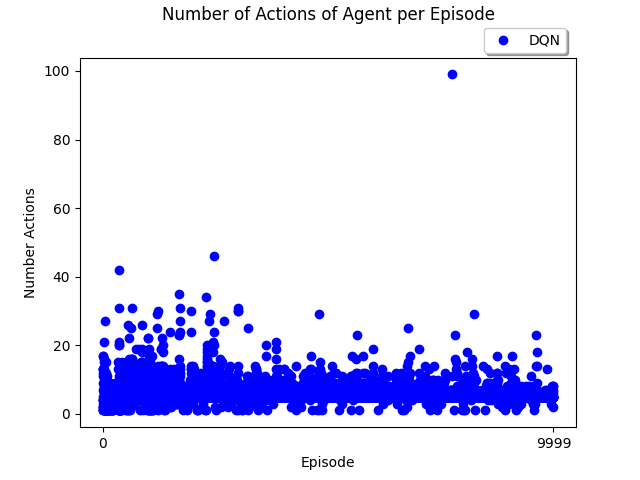 Number of Actions of Agent per Episode
DQN
100
80
60
40
20
0
Number Actions
0 9999
Episode